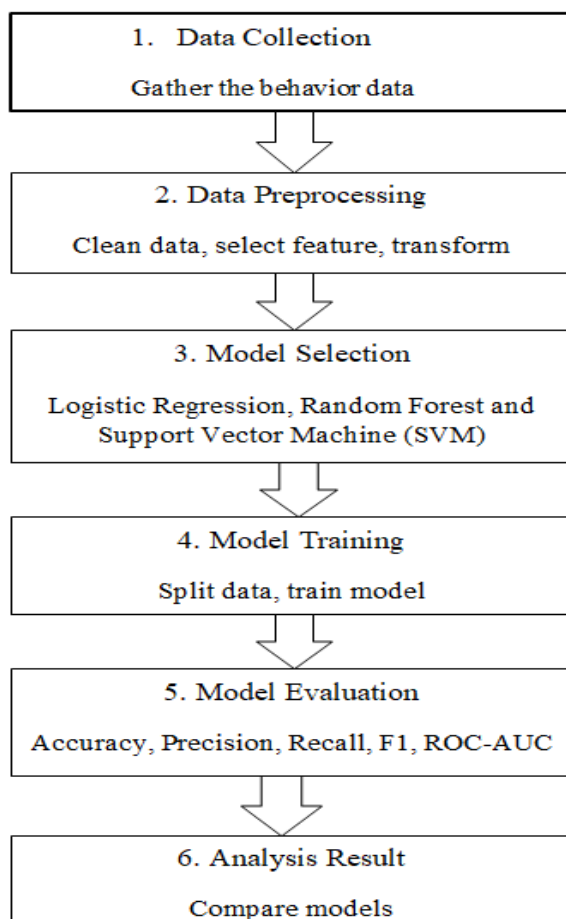 1. Data Collection
Gather the behavior data
2. Data Preprocessing
Clean data, select feature, transform
3. Model Selection
Logistic Regression, Random Forest and
Support Vector Machine (SVM)
4. Model Training
Split data, train model
5. Model Evaluation
Accuracy, Precision, Recall, F1, ROC-AUC
6. Analysis Result
Compare models